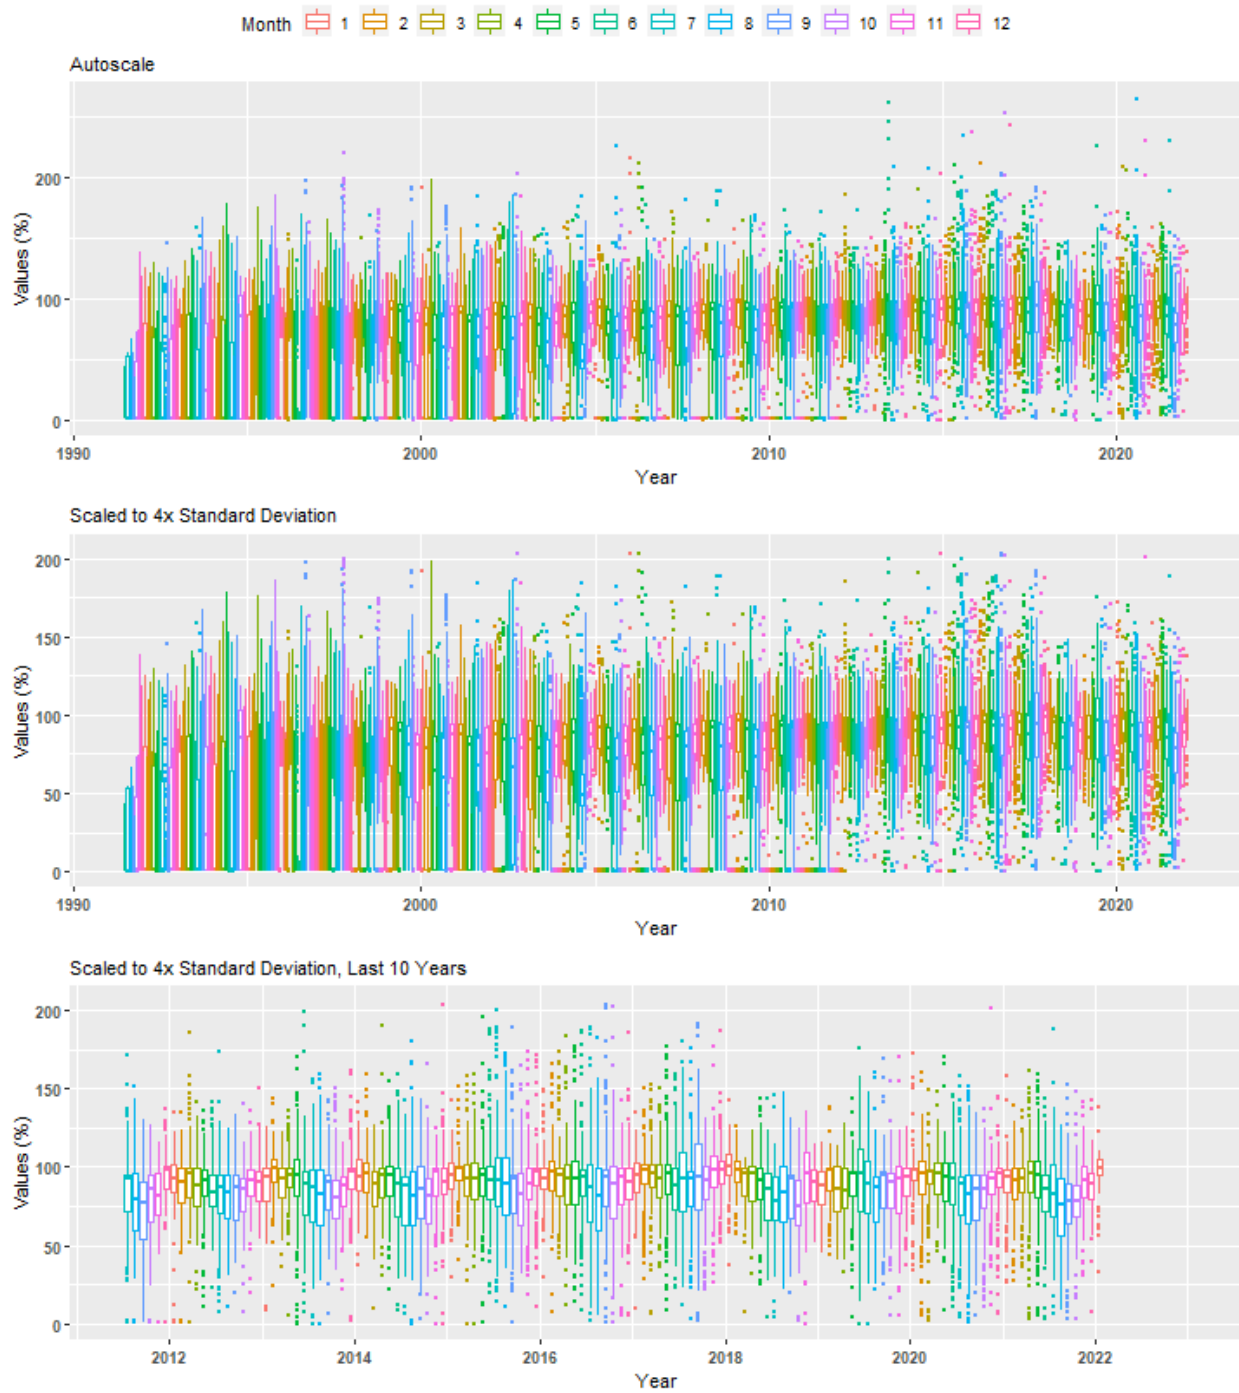 Month 1 2 3 4 5 6 7 8 9 10 11 12
Autoscale
200
100
0
Values (%)
1990 2000 2010 2020
Year
Scaled to 4x Standard Deviation
200
150
100
50
0
Values (%)
1990 2000 2010 2020
Year
Scaled to 4x Standard Deviation, Last 10 Years
200
150
100
50
0
Values (%)
2012 2014 2016 2018 2020 2022
Year